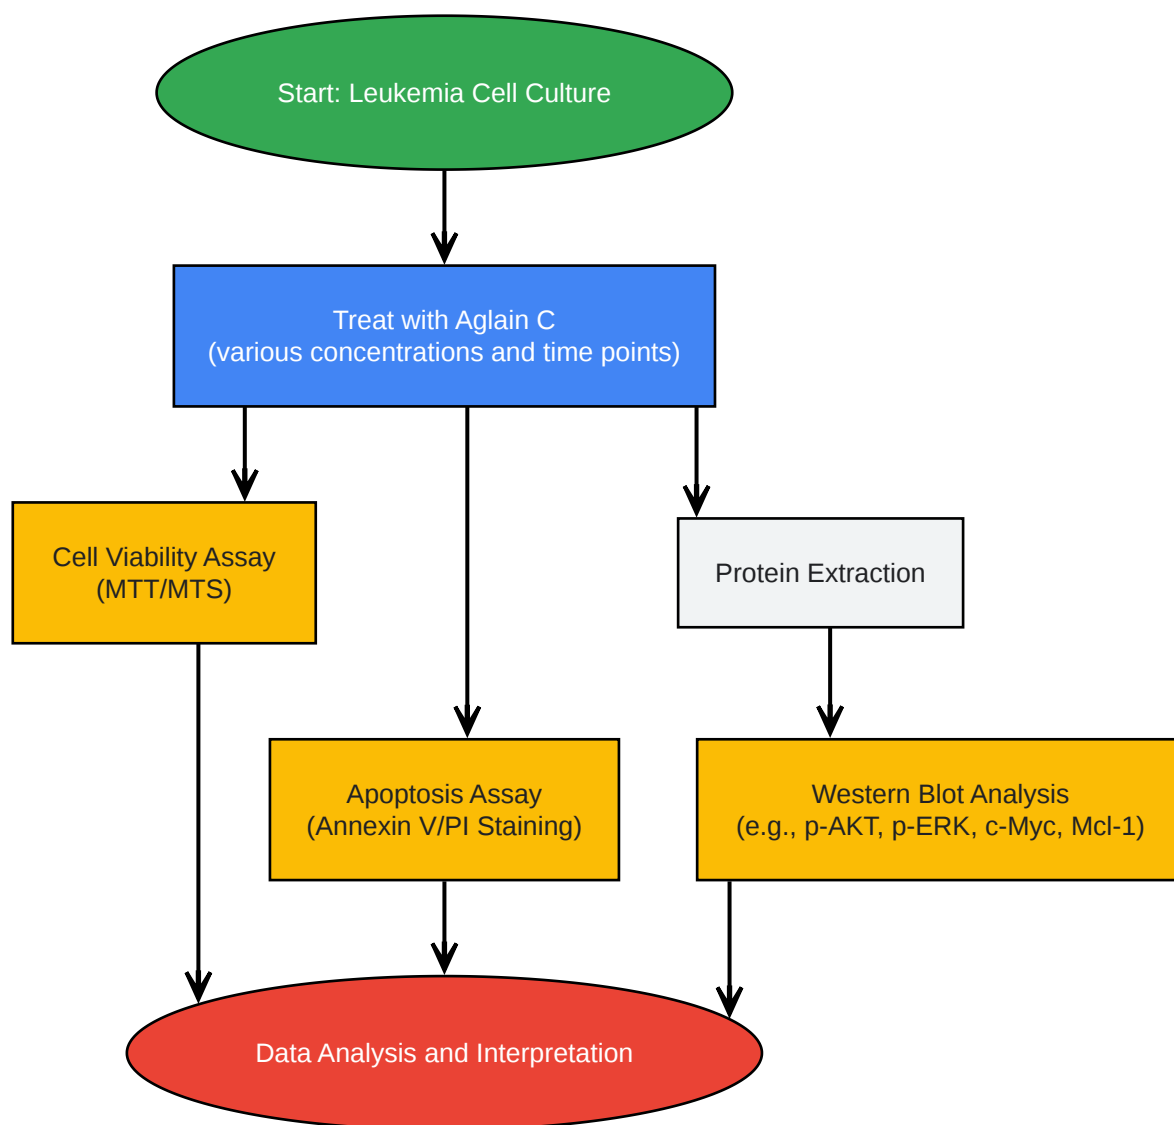 Start: Leukemia Cell Culture
Treat with Aglain C
(various concentrations and time points)
Cell Viability Assay
(MTT/MTS)
Protein Extraction
Apoptosis Assay
(Annexin V/PI Staining)
Western Blot Analysis
(e.g., p-AKT, p-ERK, c-Myc, Mcl-1)
Data Analysis and Interpretation